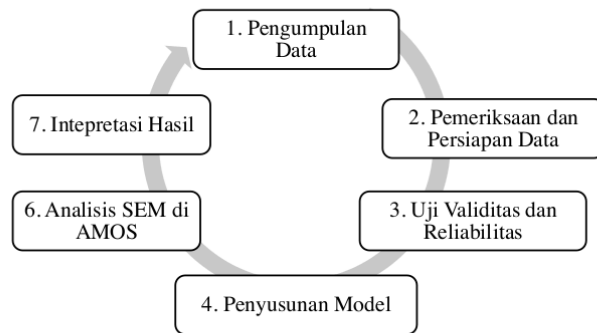 1. Pengumpulan
Data
2. Pemeriksaan dan
Persiapan Data
3. Uji Validitas dan
Reliabilitas
4. Penyusunan Model
6. Analisis SEM di
AMOS
7. Intepretasi Hasil